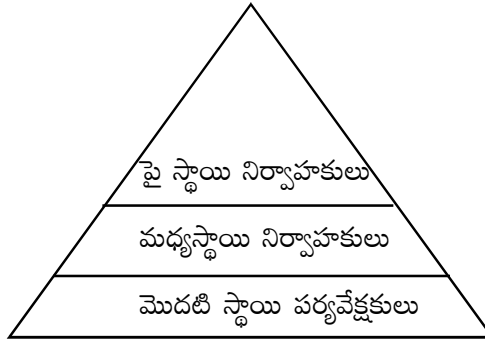 పై స్థాయి నిర్వాహకులు
మధ్యస్థాయి నిర్వాహకులు
మొదటి స్థాయి పర్యవేక్షకులు